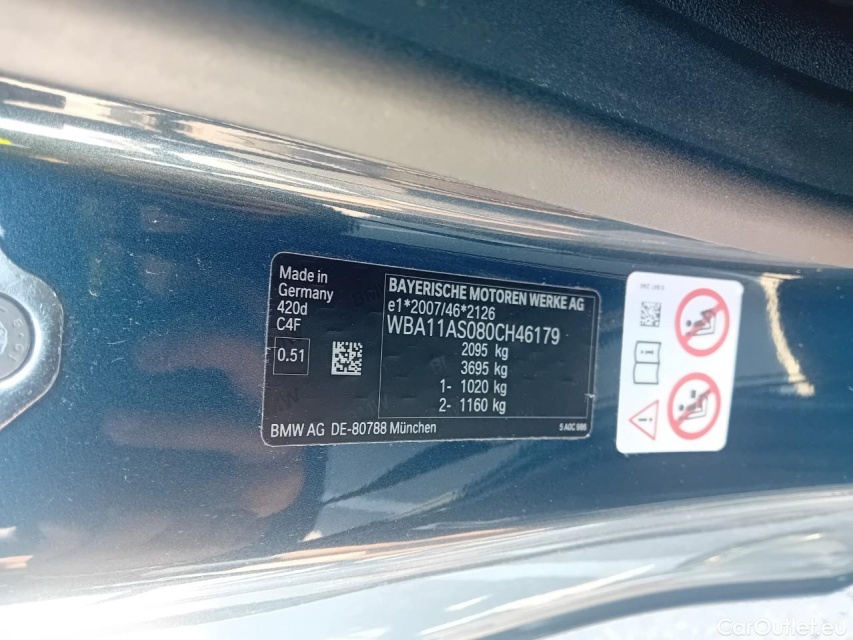 Made in
Germany
420d
C4F
0.51
BAYERISCHE MOTOREN WERKE AG
e1*2007/46*2126
WBA11AS080CH46179
2095 kg
3695 kg
1- 1020 kg
2- 1160 kg
BMW AG DE-80788 München
5 A0C 986
CarOutlet.eu